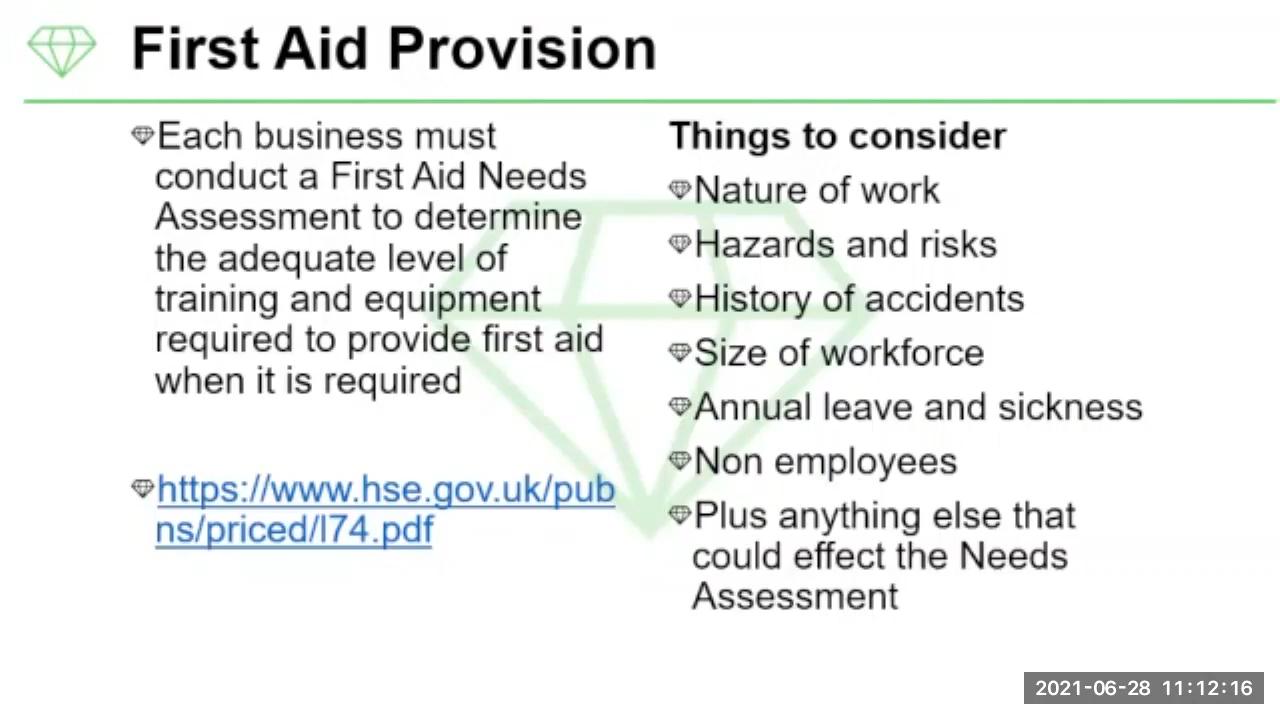 First Aid Provision
Each business must
conduct a First Aid Needs
Assessment to determine
the adequate level of
training and equipment
required to provide first aid
when it is required
https://www.hse.gov.uk/pub
ns/priced/l74.pdf
Things to consider
Nature of work
Hazards and risks
History of accidents
Size of workforce
Annual leave and sickness
Non employees
Plus anything else that
could effect the Needs
Assessment
2021-06-28 11:12:16